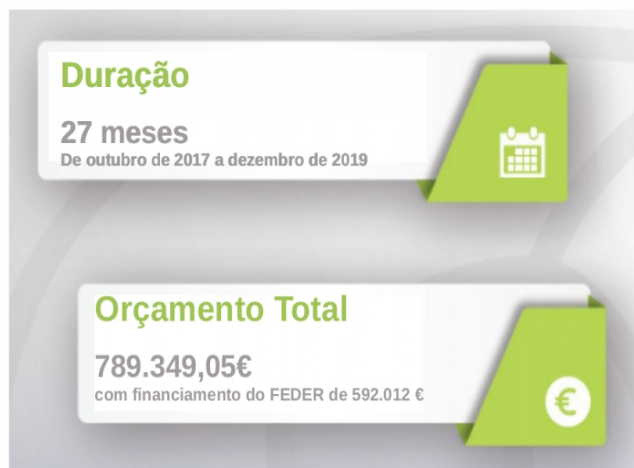 Duração
27 meses
De outubro de 2017 a dezembro de 2019
Orçamento Total
789.349,05€
com financiamento do FEDER de 592.012 €
€